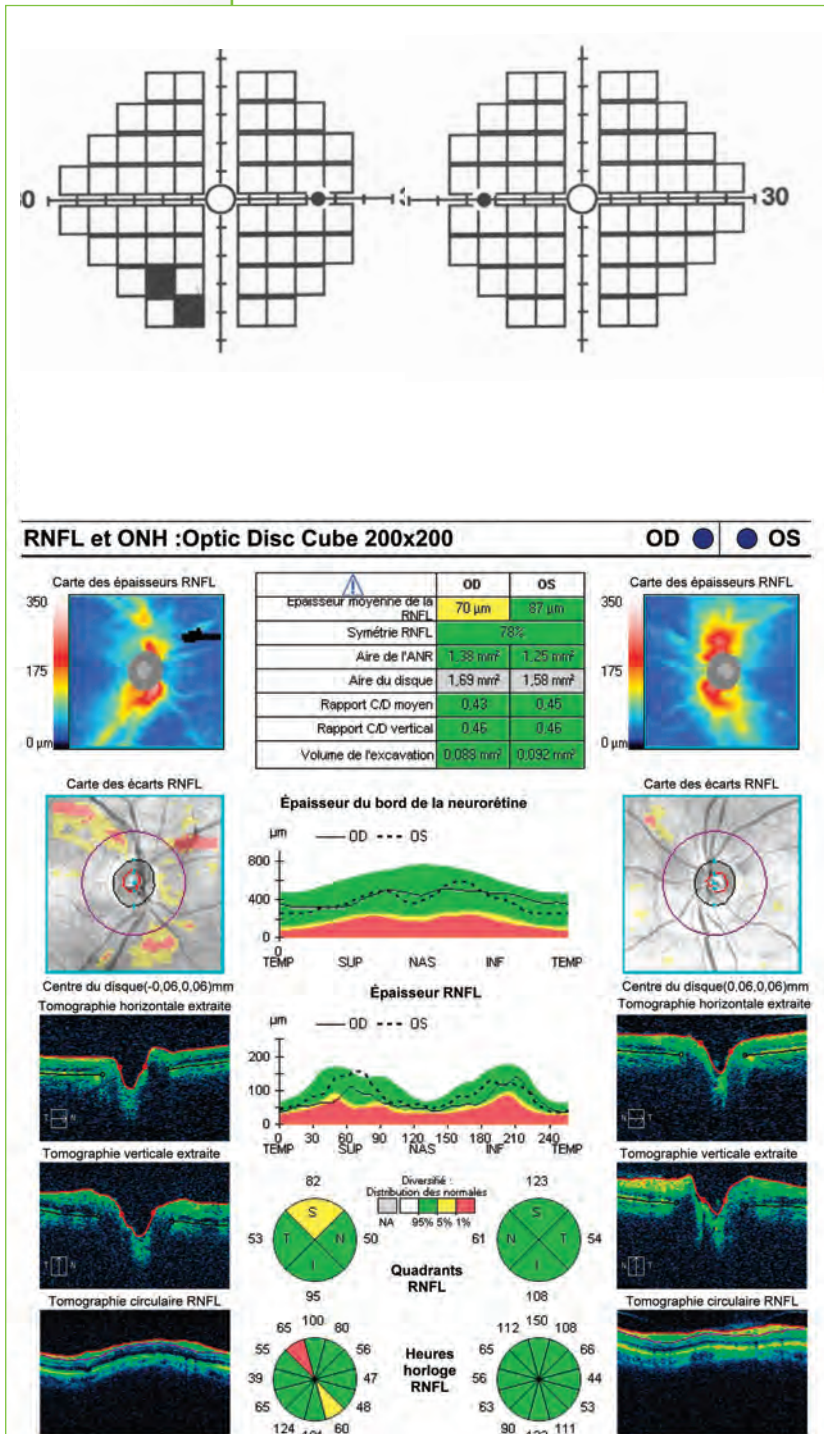 30
RNFL et ONH :Optic Disc Cube 200x200
OD OS
Carte des épaisseurs RNFL
350
175
0 µm
OD OS
Epaisseur moyenne de la RNFL 70 µm 87 µm
Symétrie RNFL 78%
Aire de l'ANR 1,38 mm² 1,25 mm²
Aire du disque 1,69 mm² 1,58 mm²
Rapport C/D moyen 0,43 0,45
Rapport C/D vertical 0,46 0,46
Volume de l'excavation 0,088 mm³ 0,092 mm³
Carte des épaisseurs RNFL
350
175
0 µm
Carte des écarts RNFL
Centre du disque(-0,06,0,06)mm
Épaisseur du bord de la neurorétine
µm OD OS
800
400
0
0
TEMP SUP NAS INF TEMP
Carte des écarts RNFL
Centre du disque(0,06,0,06)mm
Tomographie horizontale extraite
T N
Épaisseur RNFL
µm OD OS
200
100
0
0 30 60 90 120 150 180 210 240
TEMP SUP NAS INF TEMP
Tomographie horizontale extraite
N T
Tomographie verticale extraite
T N
82
53 S T N I 50
95
Diversifié :
Distribution des normales
NA 95% 5% 1%
Quadrants
RNFL
123
61 S N T I 54
108
Tomographie verticale extraite
N T
Tomographie circulaire RNFL
100 80 56 47 48 60 124 65 39 55 65
Heures
horloge
RNFL
150 108 66 44 53 111 90 63 56 65 112
Tomographie circulaire RNFL